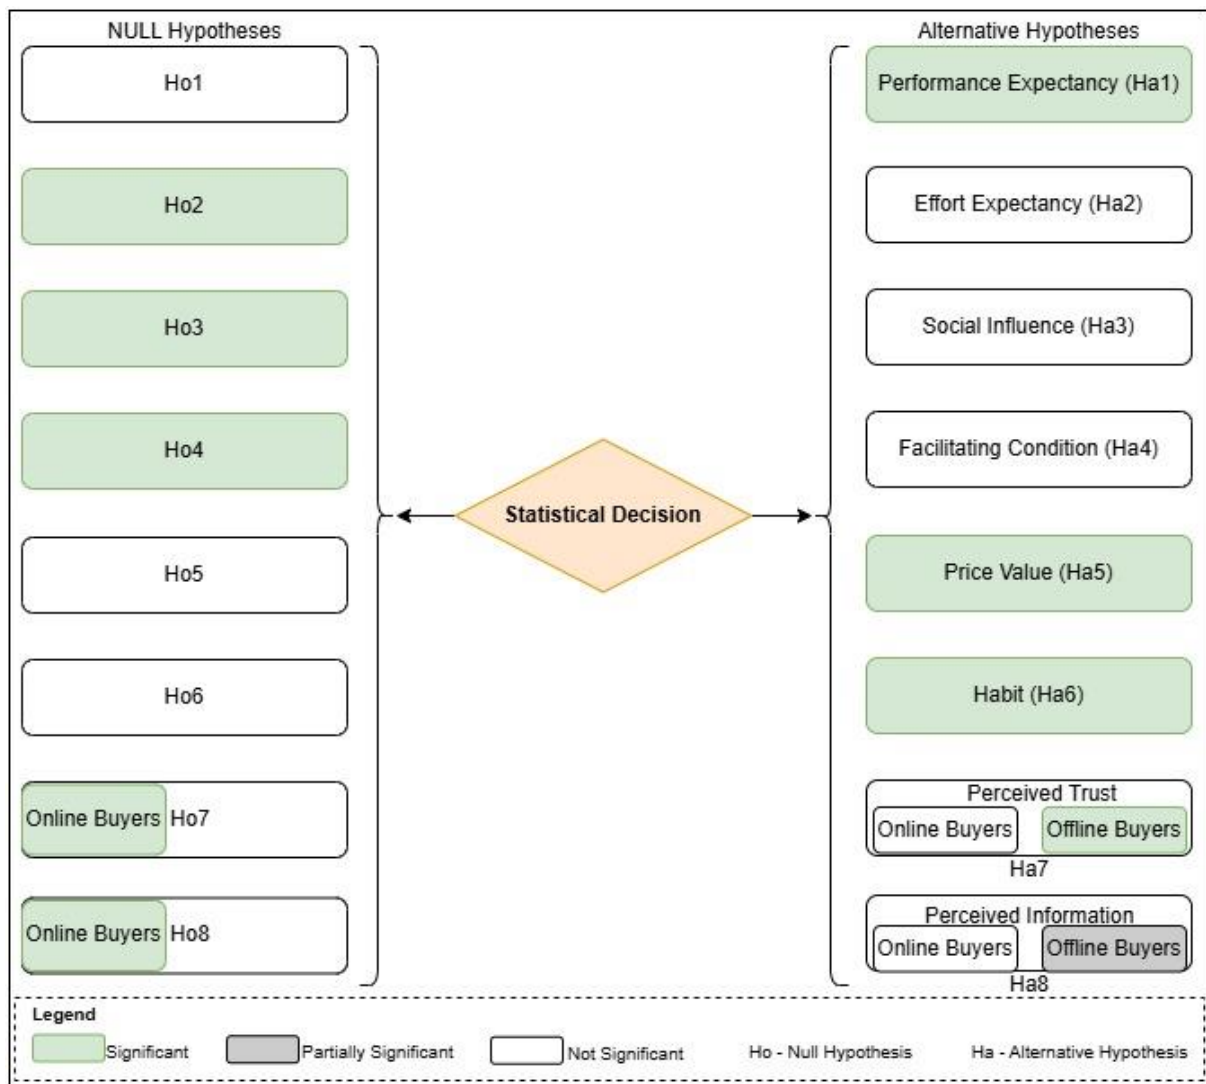 NULL Hypotheses
Alternative Hypotheses
Ho1
Performance Expectancy (Ha1)
Ho2
Effort Expectancy (Ha2)
Ho3
Social Influence (Ha3)
Ho4
Facilitating Condition (Ha4)
Statistical Decision
Ho5
Price Value (Ha5)
Ho6
Habit (Ha6)
Online Buyers Ho7
Perceived Trust
Online Buyers Offline Buyers
Ha7
Online Buyers Ho8
Perceived Information
Online Buyers Offline Buyers
Ha8
Legend
Significant Partially Significant Not Significant Ho - Null Hypothesis Ha - Alternative Hypothesis